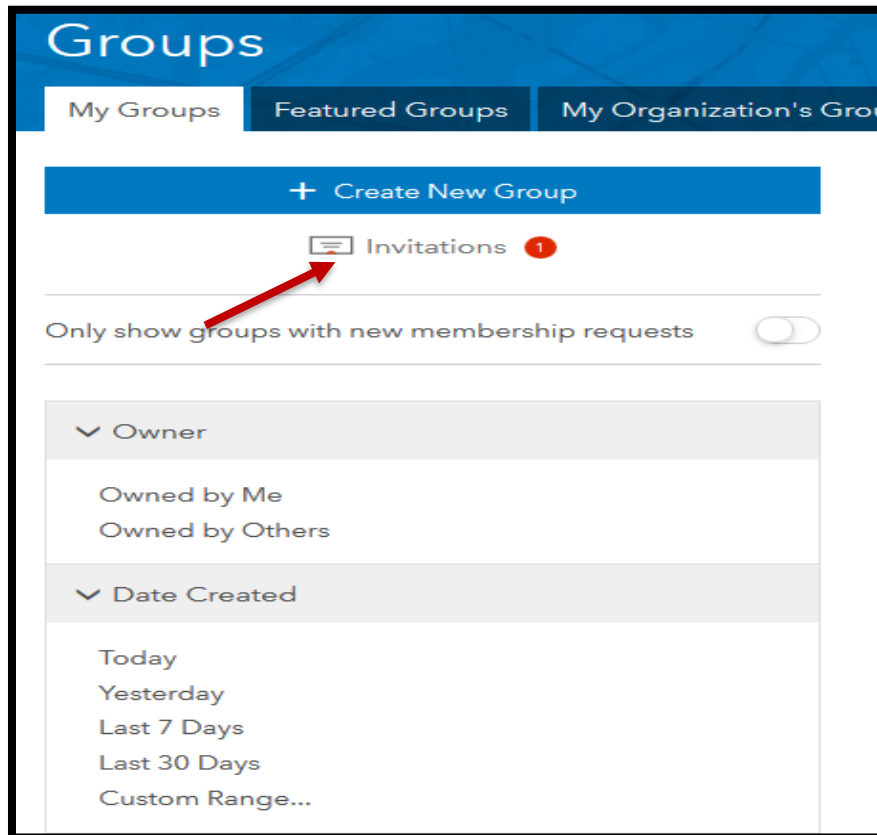 Groups
My Groups Featured Groups My Organization's Grou
+ Create New Group
Invitations 1
Only show groups with new membership requests
Owner
Owned by Me
Owned by Others
Date Created
Today
Yesterday
Last 7 Days
Last 30 Days
Custom Range...